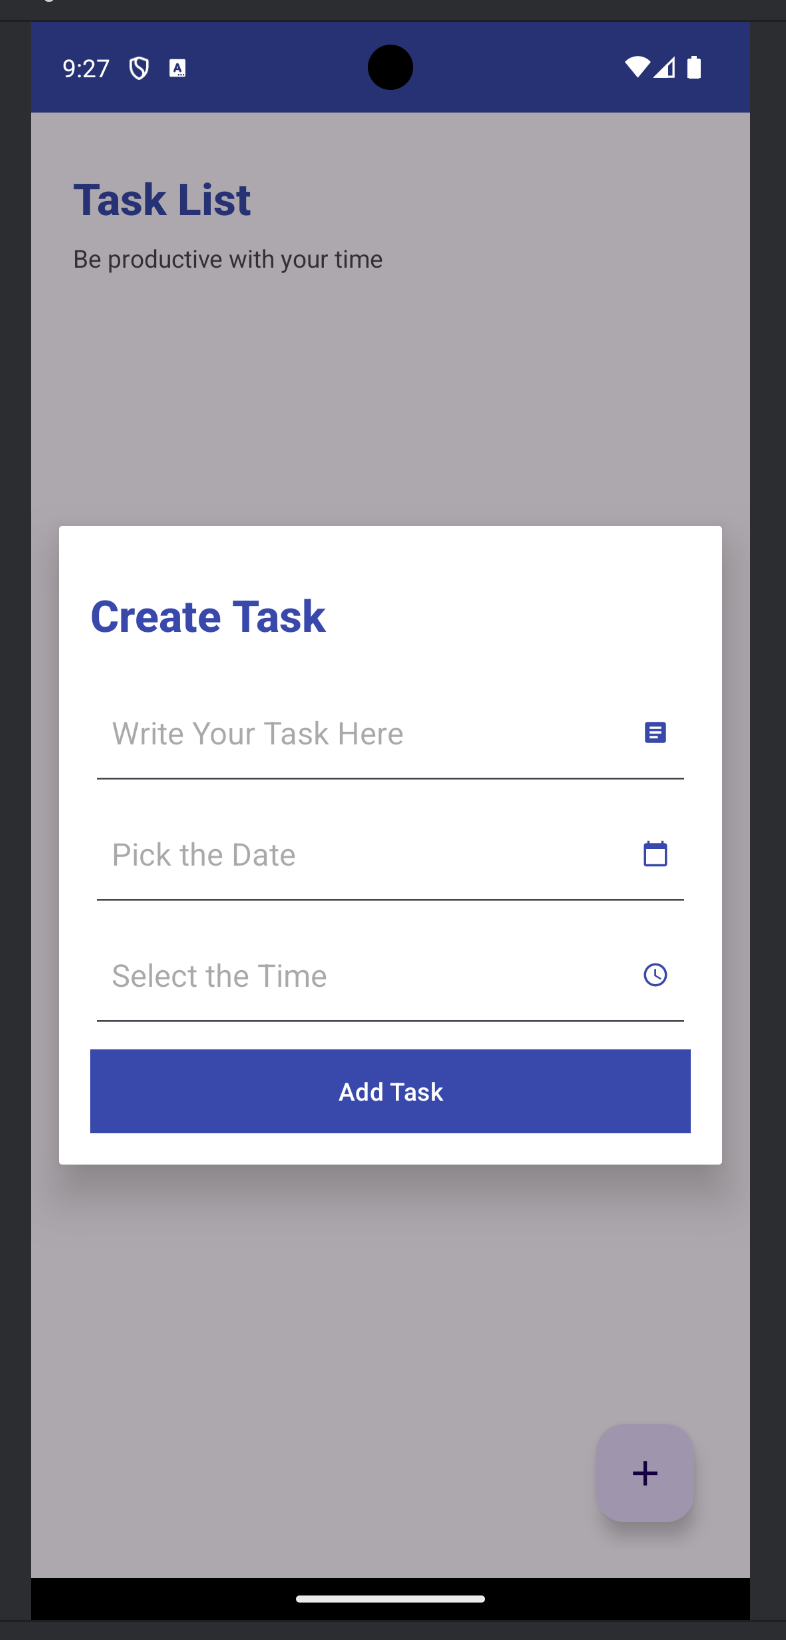 9:27
A
Task List
Be productive with your time
Create Task
Write Your Task Here
Pick the Date
Select the Time
Add Task